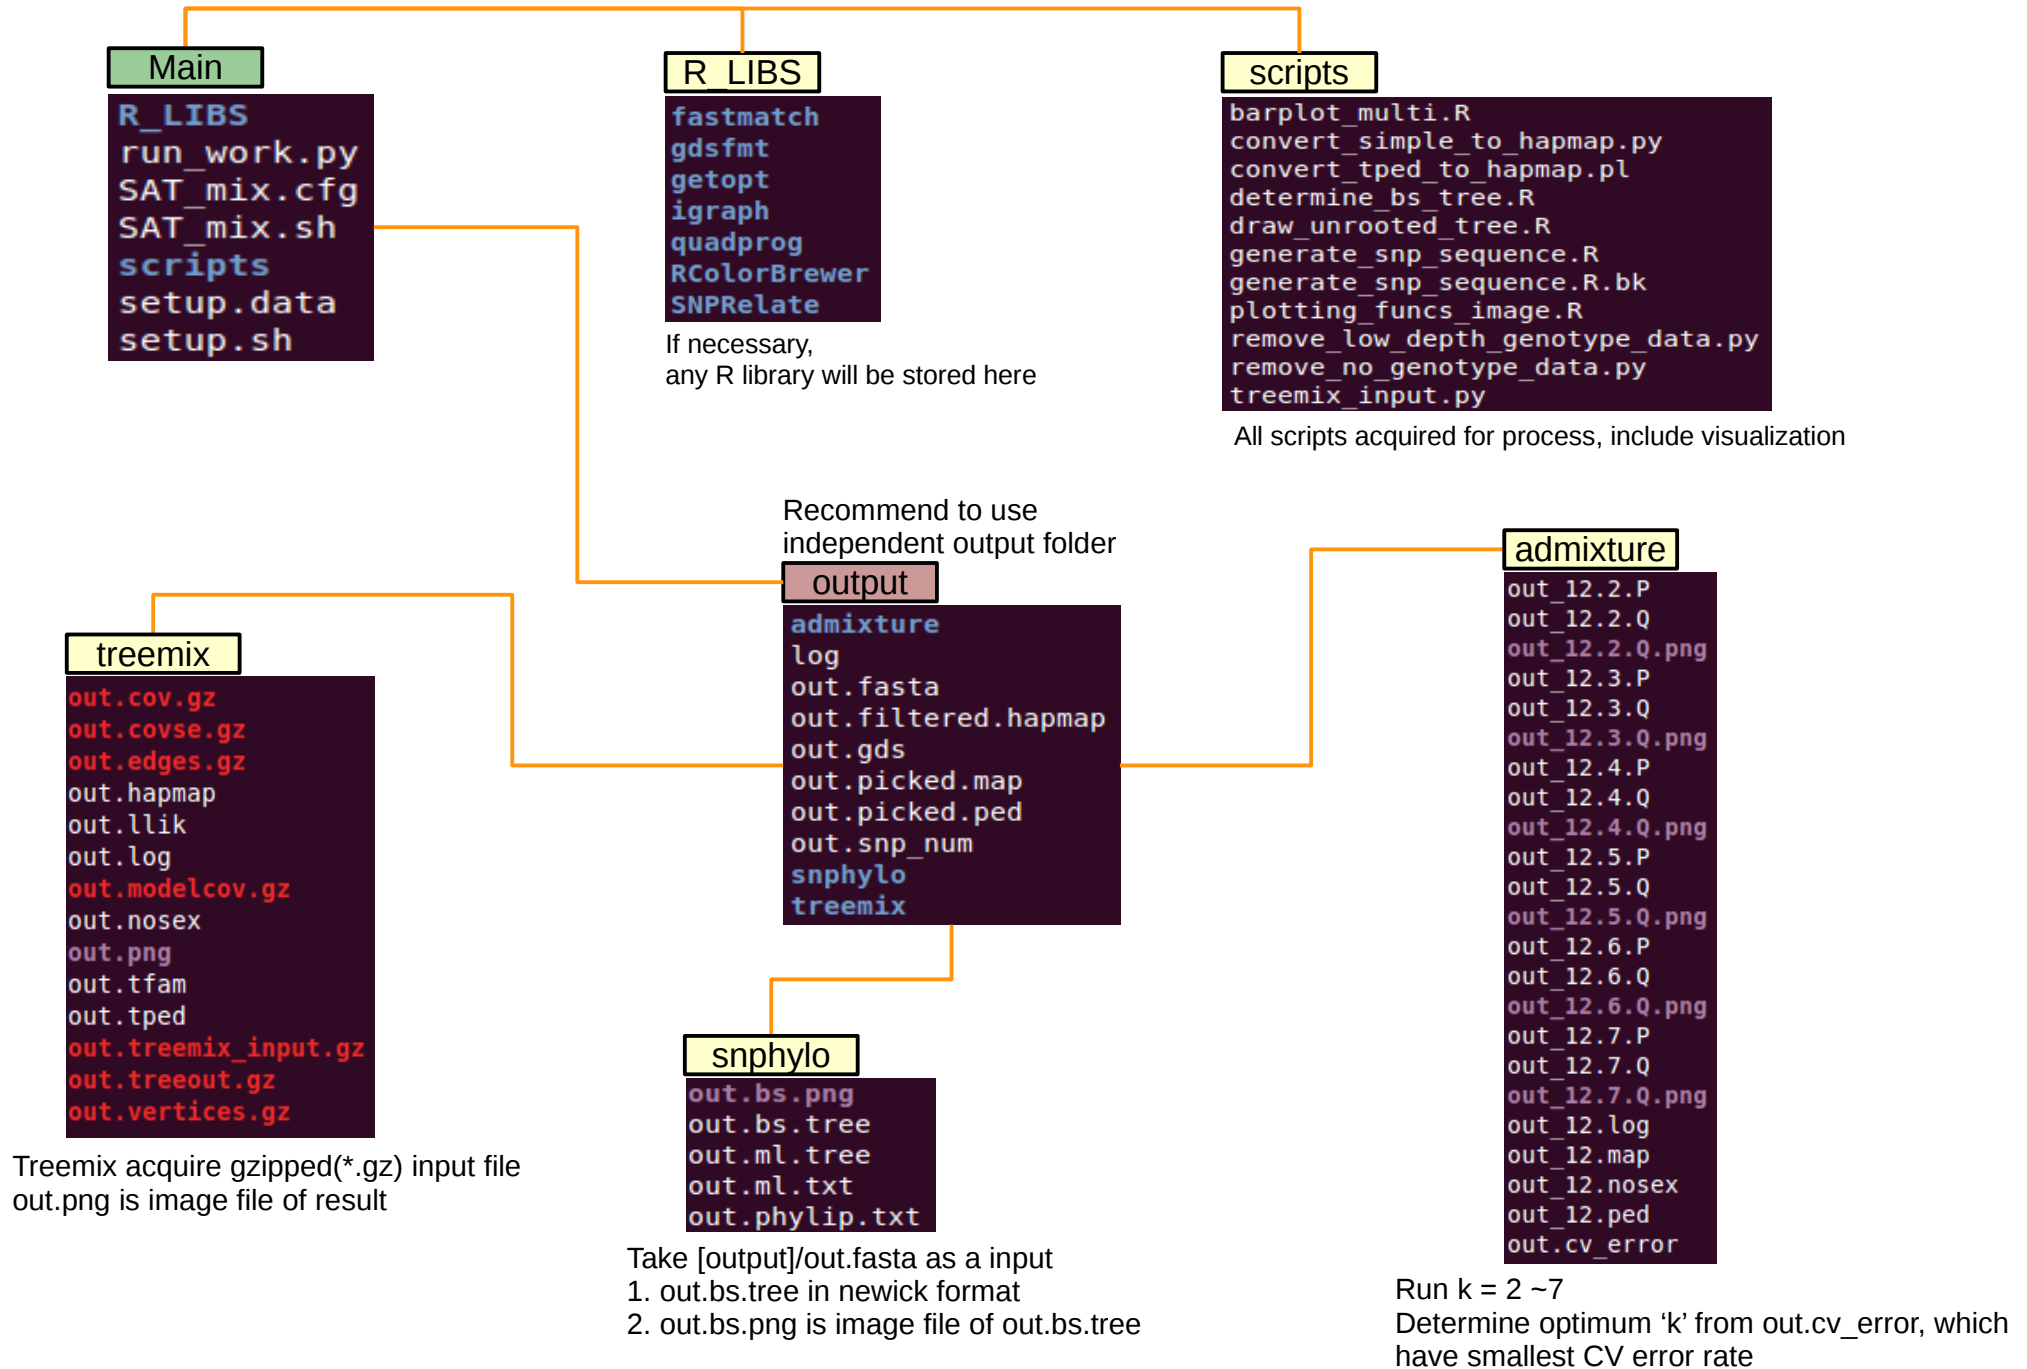 Main
R_LIBS
run_work.py
SAT_mix.cfg
SAT_mix.sh
scripts
setup.data
setup.sh
R_LIBS
fastmatch
gdsfmt
getopt
igraph
quadprog
RColorBrewer
SNPRelate
If necessary,
any R library will be stored here
scripts
barplot_multi.R
convert_simple_to_hapmap.py
convert_tped_to_hapmap.pl
determine_bs_tree.R
draw_unrooted_tree.R
generate_snp_sequence.R
generate_snp_sequence.R.bk
plotting_funcs_image.R
remove_low_depth_genotype_data.py
remove_no_genotype_data.py
treemix_input.py
All scripts acquired for process, include visualization
Recommend to use
independent output folder
output
admixture
log
out.fasta
out.filtered.hapmap
out.gds
out.picked.map
out.picked.ped
out.snp_num
snphylo
treemix
treemix
out.cov.gz
out.covse.gz
out.edges.gz
out.hapmap
out.llik
out.log
out.modelcov.gz
out.nosex
out.png
out.tfam
out.tped
out.treemix_input.gz
out.treeout.gz
out.vertices.gz
Treemix acquire gzipped(*.gz) input file
out.png is image file of result
snphylo
out.bs.png
out.bs.tree
out.ml.tree
out.ml.txt
out.phylip.txt
Take [output]/out.fasta as a input
1. out.bs.tree in newick format
2. out.bs.png is image file of out.bs.tree
admixture
out_12.2.P
out_12.2.Q
out_12.2.Q.png
out_12.3.P
out_12.3.Q
out_12.3.Q.png
out_12.4.P
out_12.4.Q
out_12.4.Q.png
out_12.5.P
out_12.5.Q
out_12.5.Q.png
out_12.6.P
out_12.6.Q
out_12.6.Q.png
out_12.7.P
out_12.7.Q
out_12.7.Q.png
out_12.log
out_12.map
out_12.nosex
out_12.ped
out.cv_error
Run k = 2 ~7
Determine optimum ‘k’ from out.cv_error, which
have smallest CV error rate